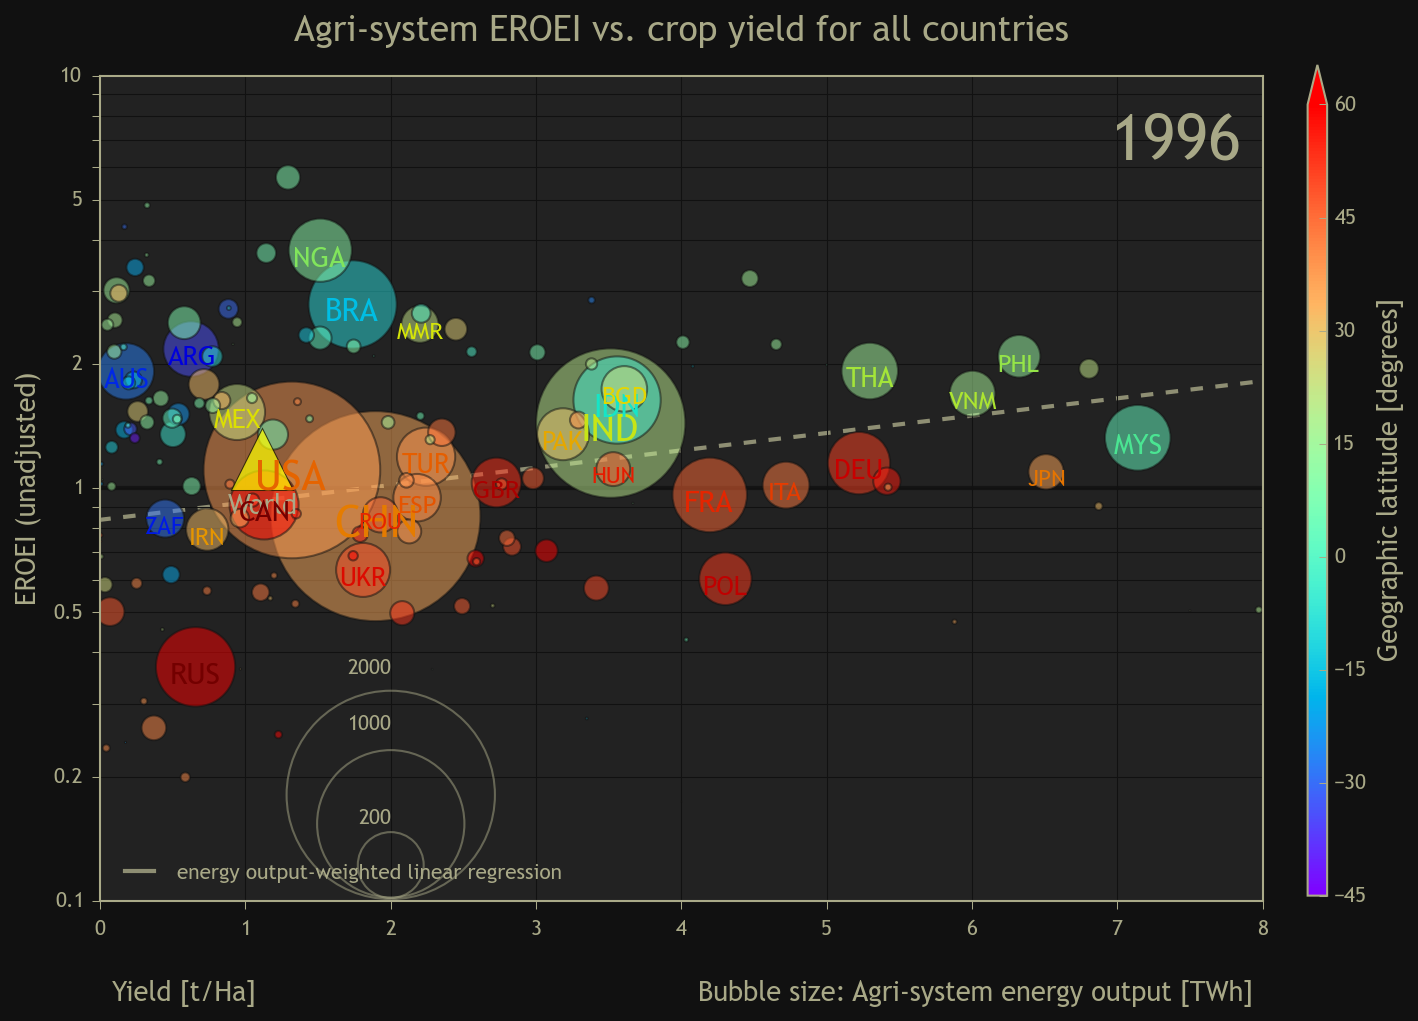 Agri-system EROEI vs. crop yield for all countries
1996
10
5
2
1
0.5
0.2
0.1
EROEI (unadjusted)
NGA
BRA
MMR
ARG
AUS
MEX
THA
PHL
VNM
BGD
IDN
IND
PAK
MYS
USA
TUR
HUN
DEU
GBR
FRA
ITA
JPN
World
CAN
ESP
ROU
CHN
ZAF
IRN
UKR
POL
RUS
2000
1000
200
energy output-weighted linear regression
0 1 2 3 4 5 6 7 8
Yield [t/Ha]
Bubble size: Agri-system energy output [TWh]
60
45
30
15
0
−15
−30
−45
Geographic latitude [degrees]